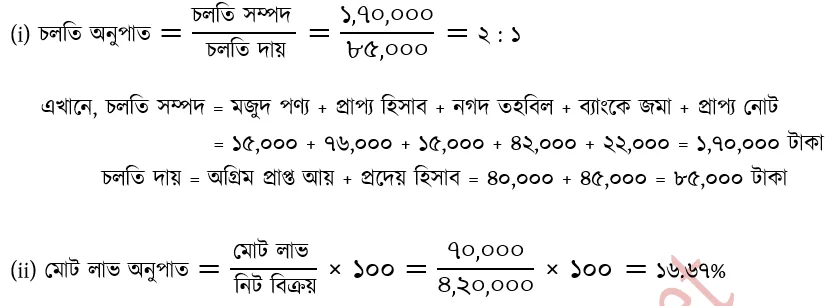 (i) চলতি অনুপাত = চলতি সম্পদ / চলতি দায় = ১,৭০,০০০ / ৮৫,০০০ = ২ : ১
এখানে, চলতি সম্পদ = মজুদ পণ্য + প্রাপ্য হিসাব + নগদ তহবিল + ব্যাংকে জমা + প্রাপ্য নোট
= ১৫,০০০ + ৭৬,০০০ + ১৫,০০০ + ৪২,০০০ + ২২,০০০ = ১,৭০,০০০ টাকা
চলতি দায় = অগ্রিম প্রাপ্ত আয় + প্রদেয় হিসাব = ৪০,০০০ + ৪৫,০০০ = ৮৫,০০০ টাকা
(ii) মোট লাভ অনুপাত = মোট লাভ / নিট বিক্রয় × ১০০ = ৭০,০০০ / ৪,২০,০০০ × ১০০ = ১৬.৬৭%